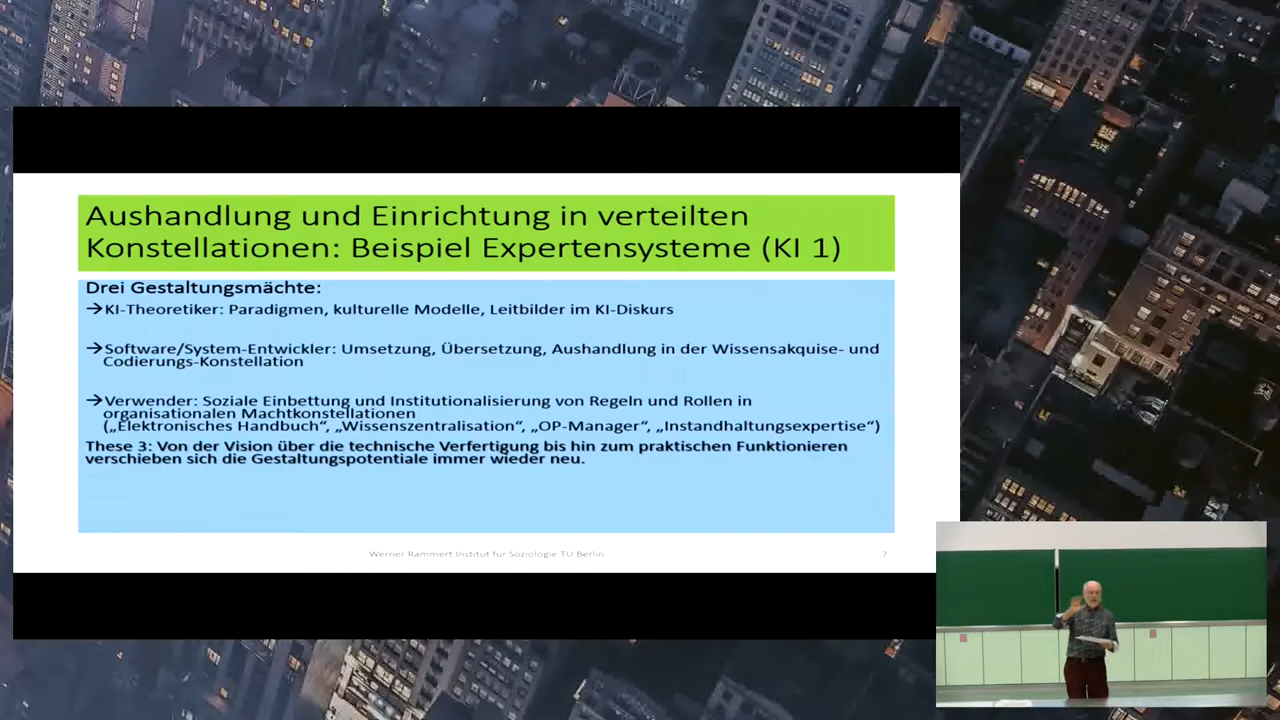 Aushandlung und Einrichtung in verteilten
Konstellationen: Beispiel Expertensysteme (KI 1)
Drei Gestaltungsmächte:
→KI-Theoretiker: Paradigmen, kulturelle Modelle, Leitbilder im KI-Diskurs
→Software/System-Entwickler: Umsetzung, Übersetzung, Aushandlung in der Wissensakquise- und
Codierungs-Konstellation
→Verwender: Soziale Einbettung und Institutionalisierung von Regeln und Rollen in
organisationalen Machtkonstellationen
(„Elektronisches Handbuch“, „Wissenszentralisation“, „OP-Manager“, „Instandhaltungsexpertise“)
These 3: Von der Vision über die technische Verfertigung bis hin zum praktischen Funktionieren
verschieben sich die Gestaltungspotentiale immer wieder neu.
Werner Rammert Institut für Soziologie TU Berlin
7